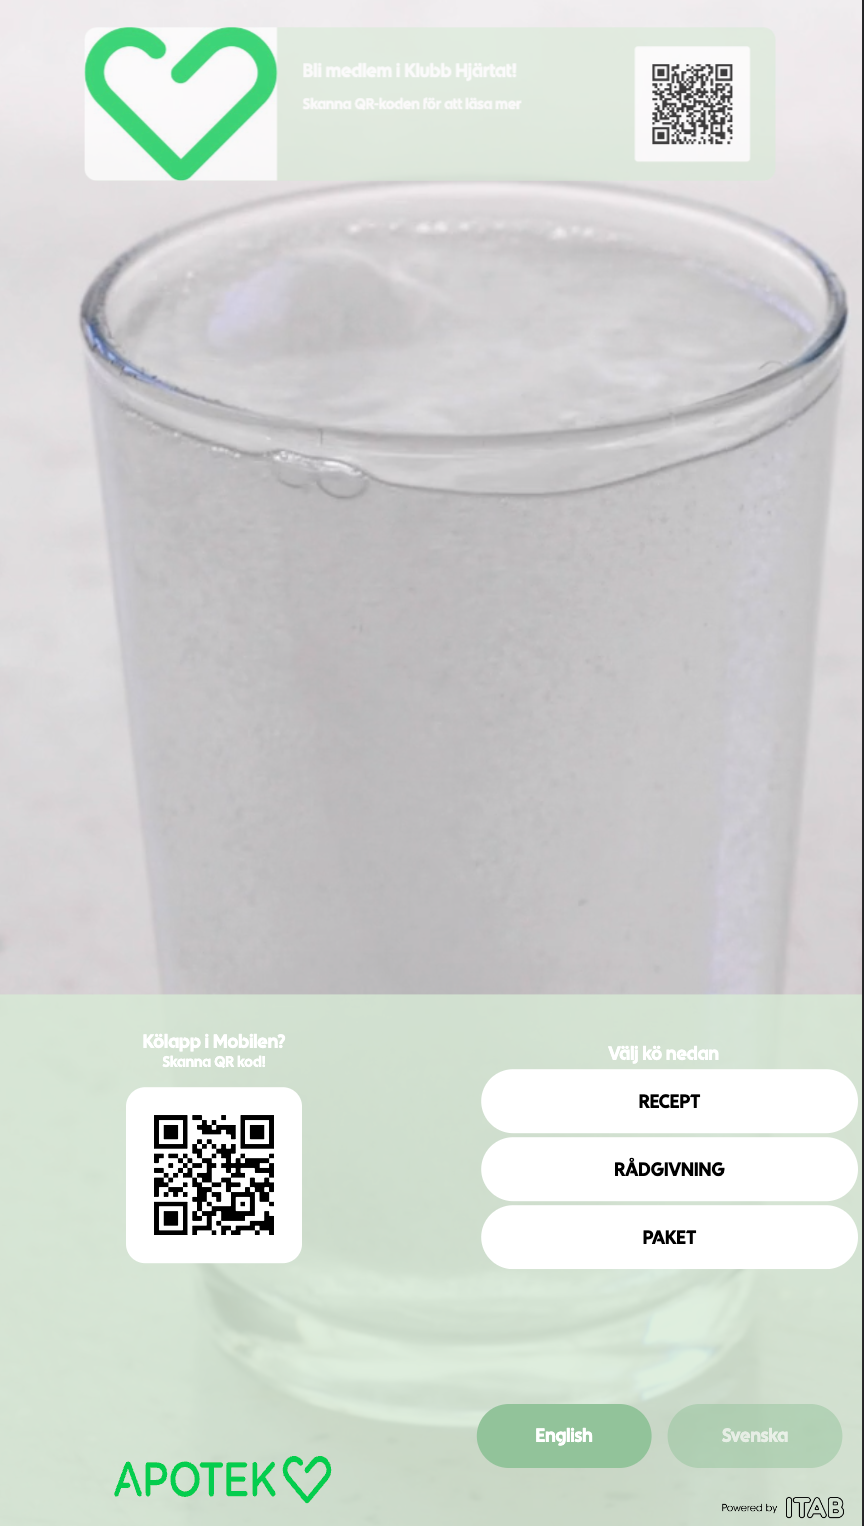 Bli medlem i Klubb Hjärtat!
Skanna QR-koden för att läsa mer
Kölapp i Mobilen?
Skanna QR kod!
Välj kö nedan
RECEPT
RÅDGIVNING
PAKET
English
Svenska
APOTEK
Powered by ITAB